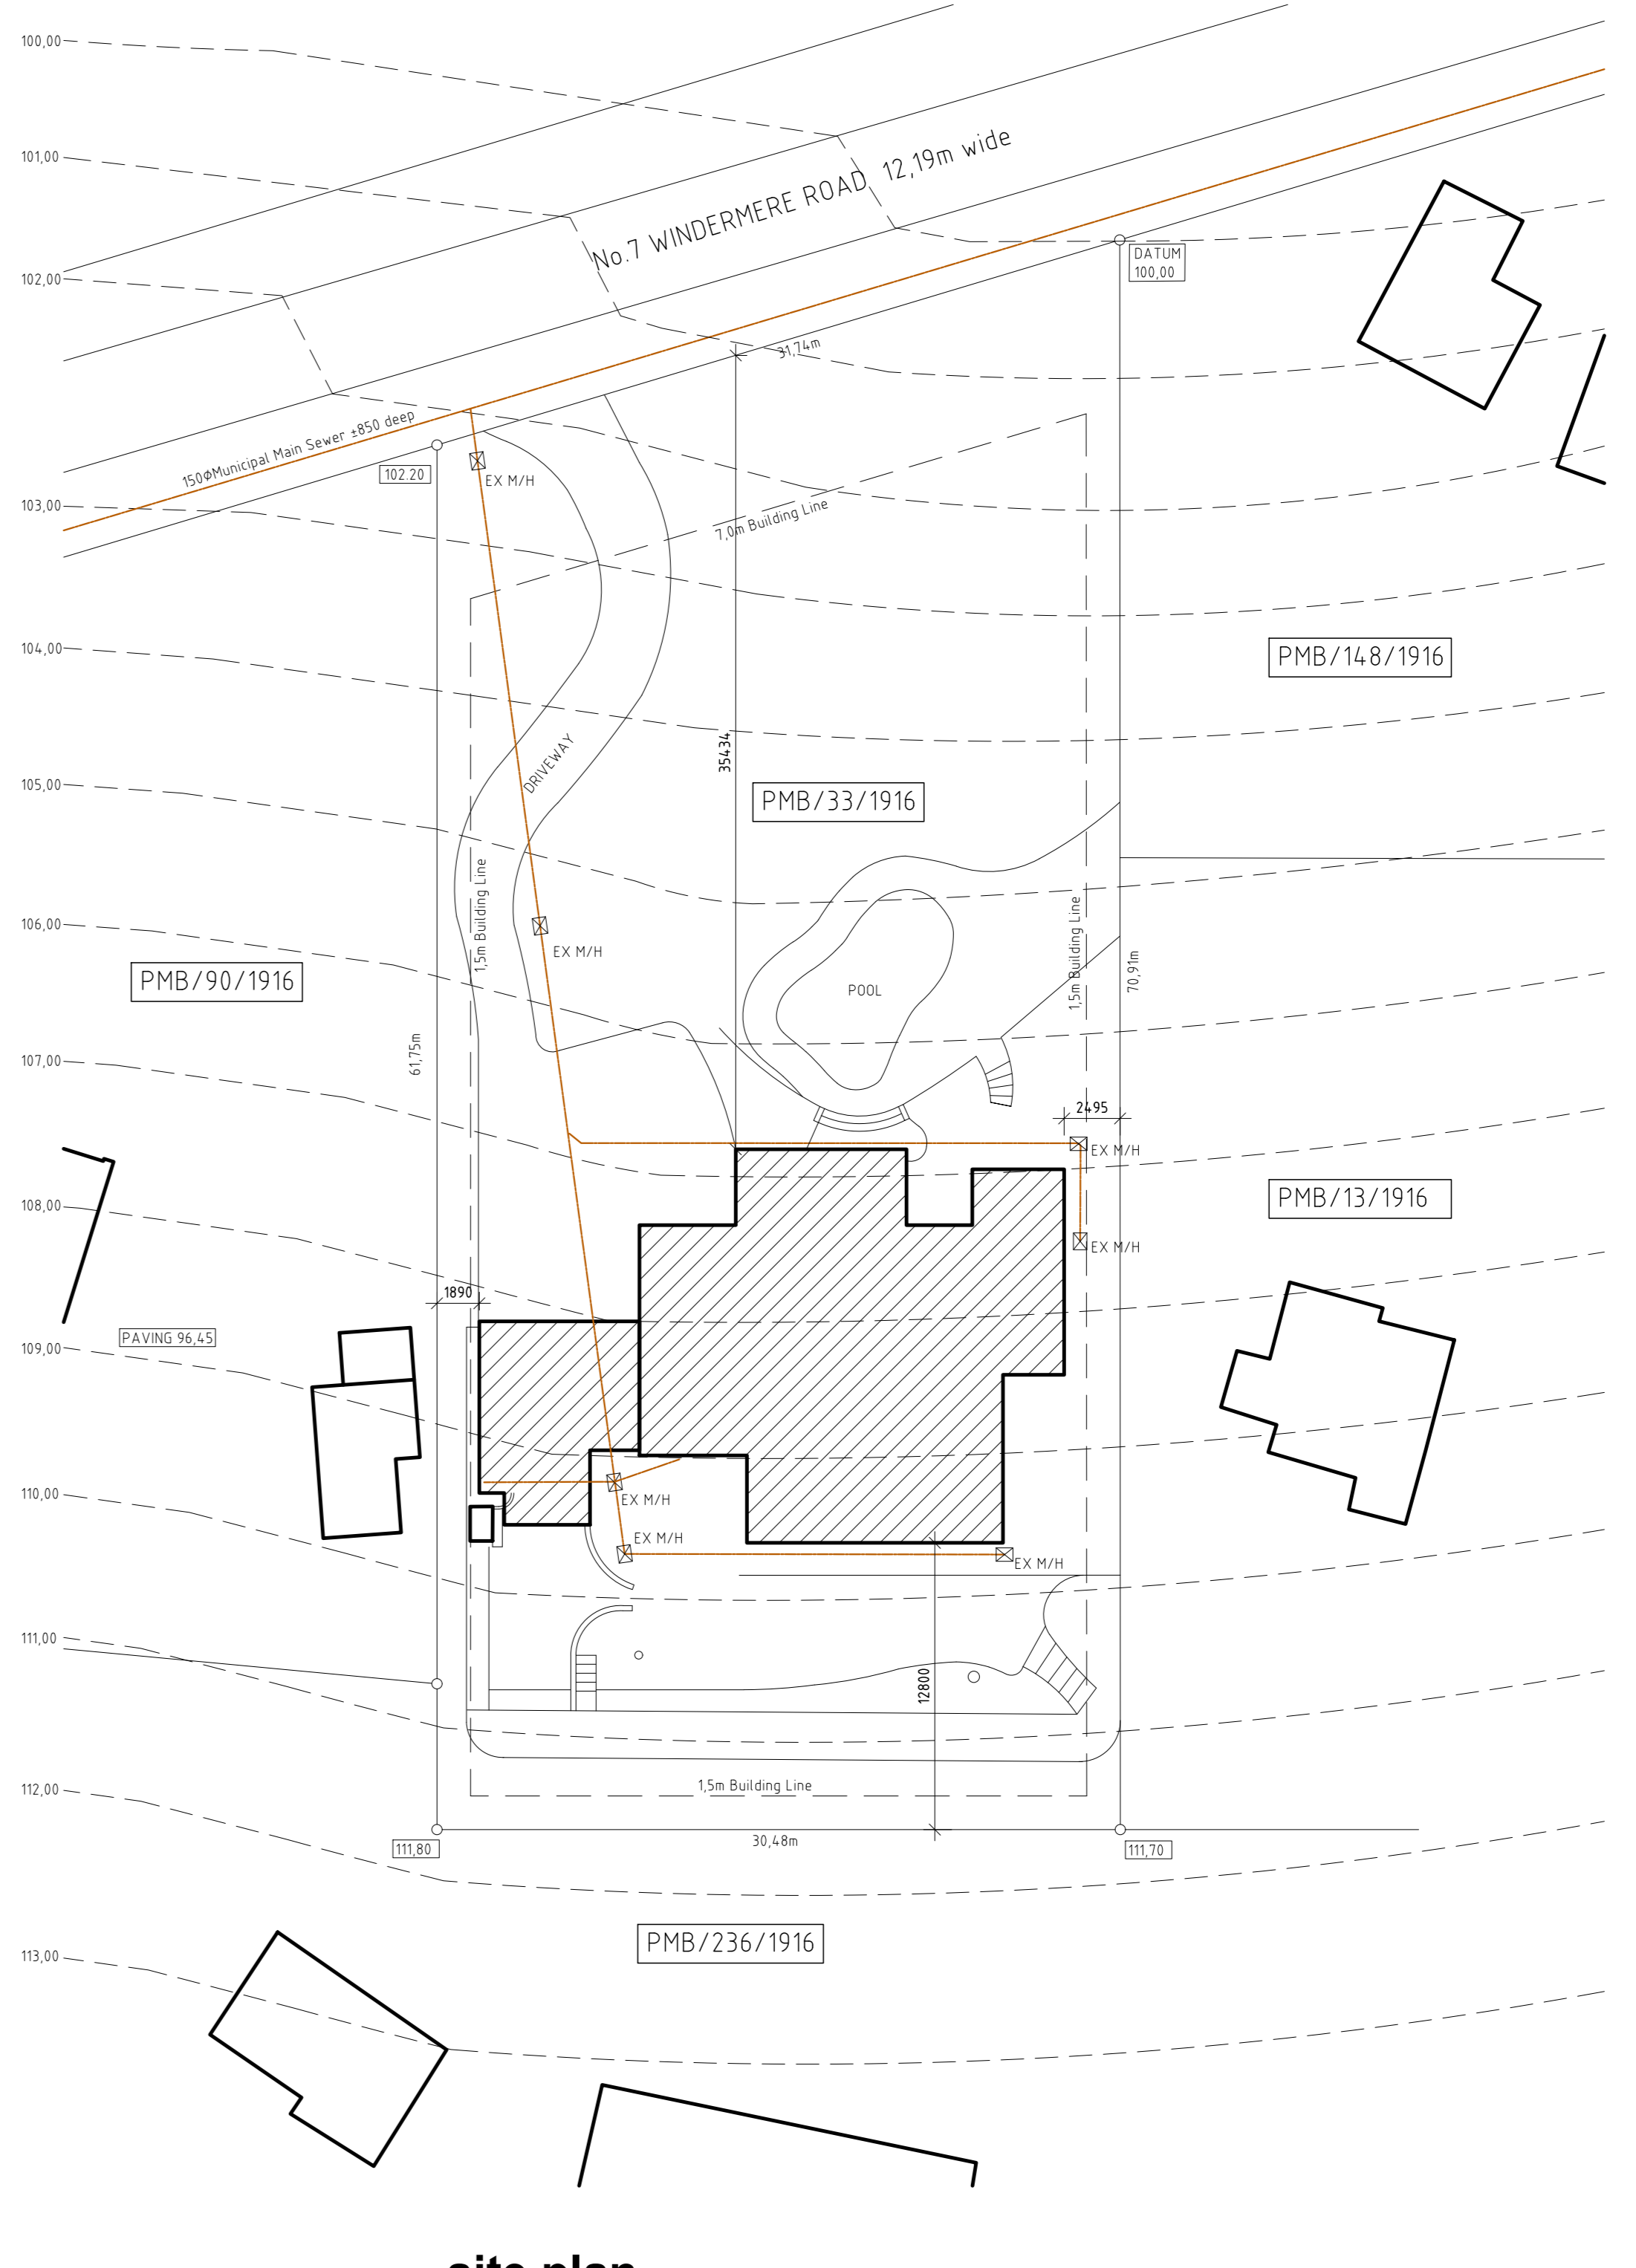 100,00
101,00
No.7 WINDERMERE ROAD 12,19m wide
DATUM
100,00
102,00
31,74m
150ØMunicipal Main Sewer ±850 deep
102.20
EX M/H
103,00
7,0m Building Line
104,00
PMB/148/1916
35434
DRIVEWAY
105,00
PMB/33/1916
1,5m Building Line
1,5m Building Line
106,00
EX M/H
PMB/90/1916
POOL
70,91m
61,75m
107,00
2495
EX M/H
108,00
PMB/13/1916
EX M/H
1890
PAVING 96,45
109,00
110,00
EX M/H
EX M/H
EX M/H
111,00
12800
112,00
1,5m Building Line
30,48m
111,80
111,70
PMB/236/1916
113,00
site plan